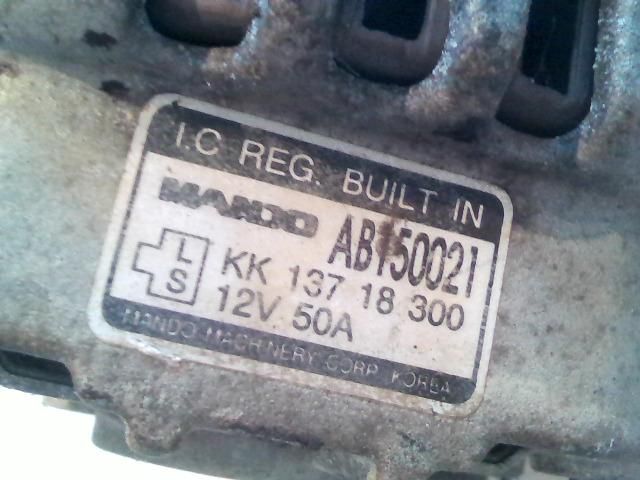 I.C REG. BUILT IN
MANDO AB150021
L
S
KK 137 18 300
12V 50A
MANDO MACHINERY CORP. KOREA